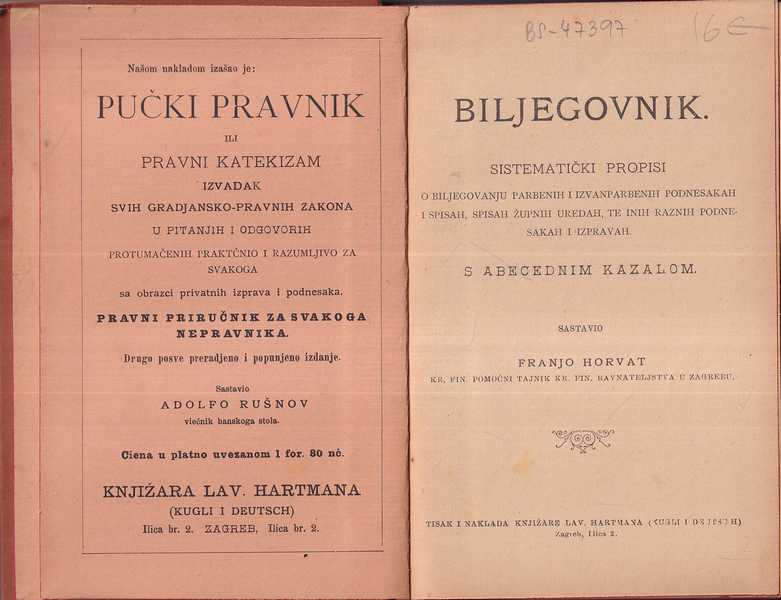 Našom nakladom izašao je:
PUČKI PRAVNIK
ILI
PRAVNI KATEKIZAM
IZVADAK
SVIH GRADJANSKO-PRAVNIH ZAKONA
U PITANJIH I ODGOVORIH
PROTUMAČENIH PRAKTČNIO I RAZUMLJIVO ZA
SVAKOGA
sa obrazci privatnih izprava i podnesaka.
PRAVNI PRIRUČNIK ZA SVAKOGA
NEPRAVNIKA.
Drugo posve preradjeno i popunjeno izdanje.
Sastavio
ADOLFO RUŠNOV
viećnik banskoga stola.
Ciena u platno uvezanom 1 for. 80 nč.
KNJIŽARA LAV. HARTMANA
(KUGLI I DEUTSCH)
Ilica br. 2. ZAGREB, Ilica br. 2.
BS-47397 16€
BILJEGOVNIK.
SISTEMATIČKI PROPISI
O BILJEGOVANJU PARBENIH I IZVANPARBENIH PODNESAKAH
I SPISAH, SPISAH ŽUPNIH UREDAH, TE INIH RAZNIH PODNE-
SAKAH I IZPRAVAH.
S ABECEDNIM KAZALOM.
SASTAVIO
FRANJO HORVAT
KR. FIN. POMOĆNI TAJNIK KR. FIN. RAVNATELJSTVA U ZAGREBU.
TISAK I NAKLADA KNJIŽARE LAV. HARTMANA (KUGLI I DEUTSCH)
Zagreb, Ilica 2.